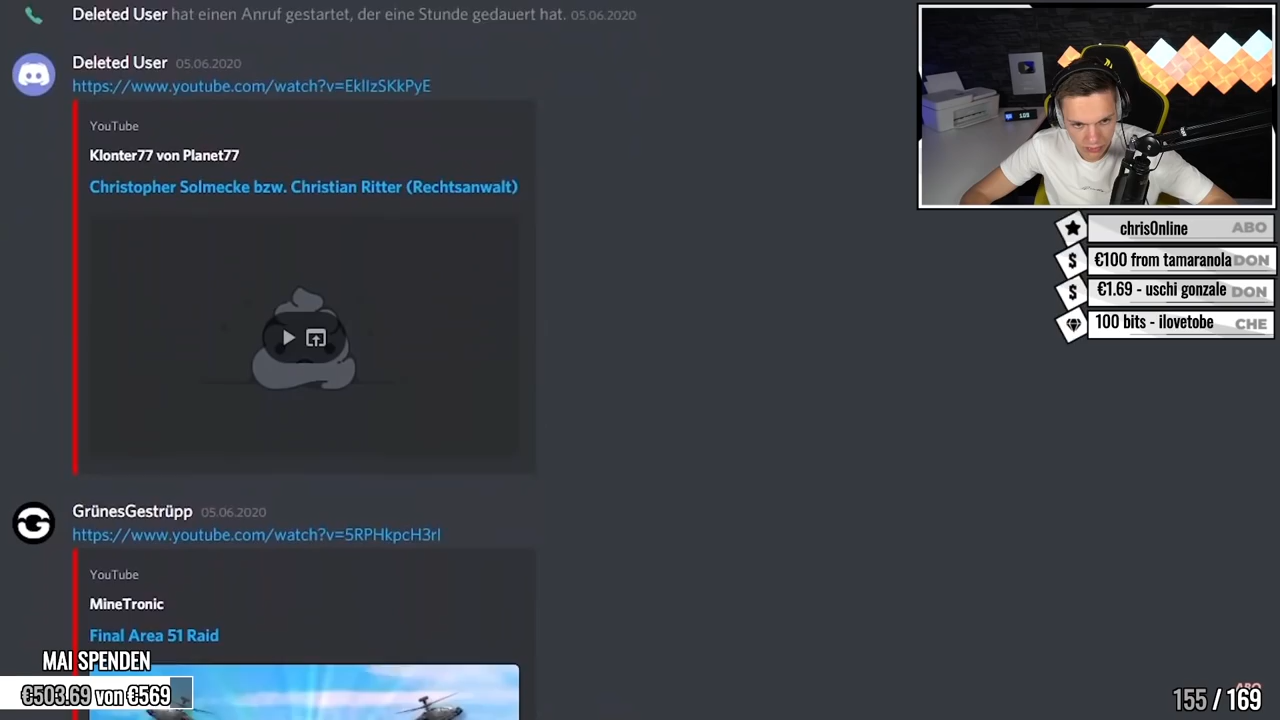 Deleted User hat einen Anruf gestartet, der eine Stunde gedauert hat. 05.06.2020
Deleted User 05.06.2020
https://www.youtube.com/watch?v=EklIzSKkPyE
YouTube
Klonter77 von Planet77
Christopher Solmecke bzw. Christian Ritter (Rechtsanwalt)
GrünesGestrüpp 05.06.2020
https://www.youtube.com/watch?v=5RPHkpcH3rI
YouTube
MineTronic
Final Area 51 Raid
MAI SPENDEN
€503.69 von €569
chrisOnline ABO
€100 from tamaranola DON
€1.69 - uschi gonzale DON
100 bits - ilovetobe CHE
ABO
155 / 169